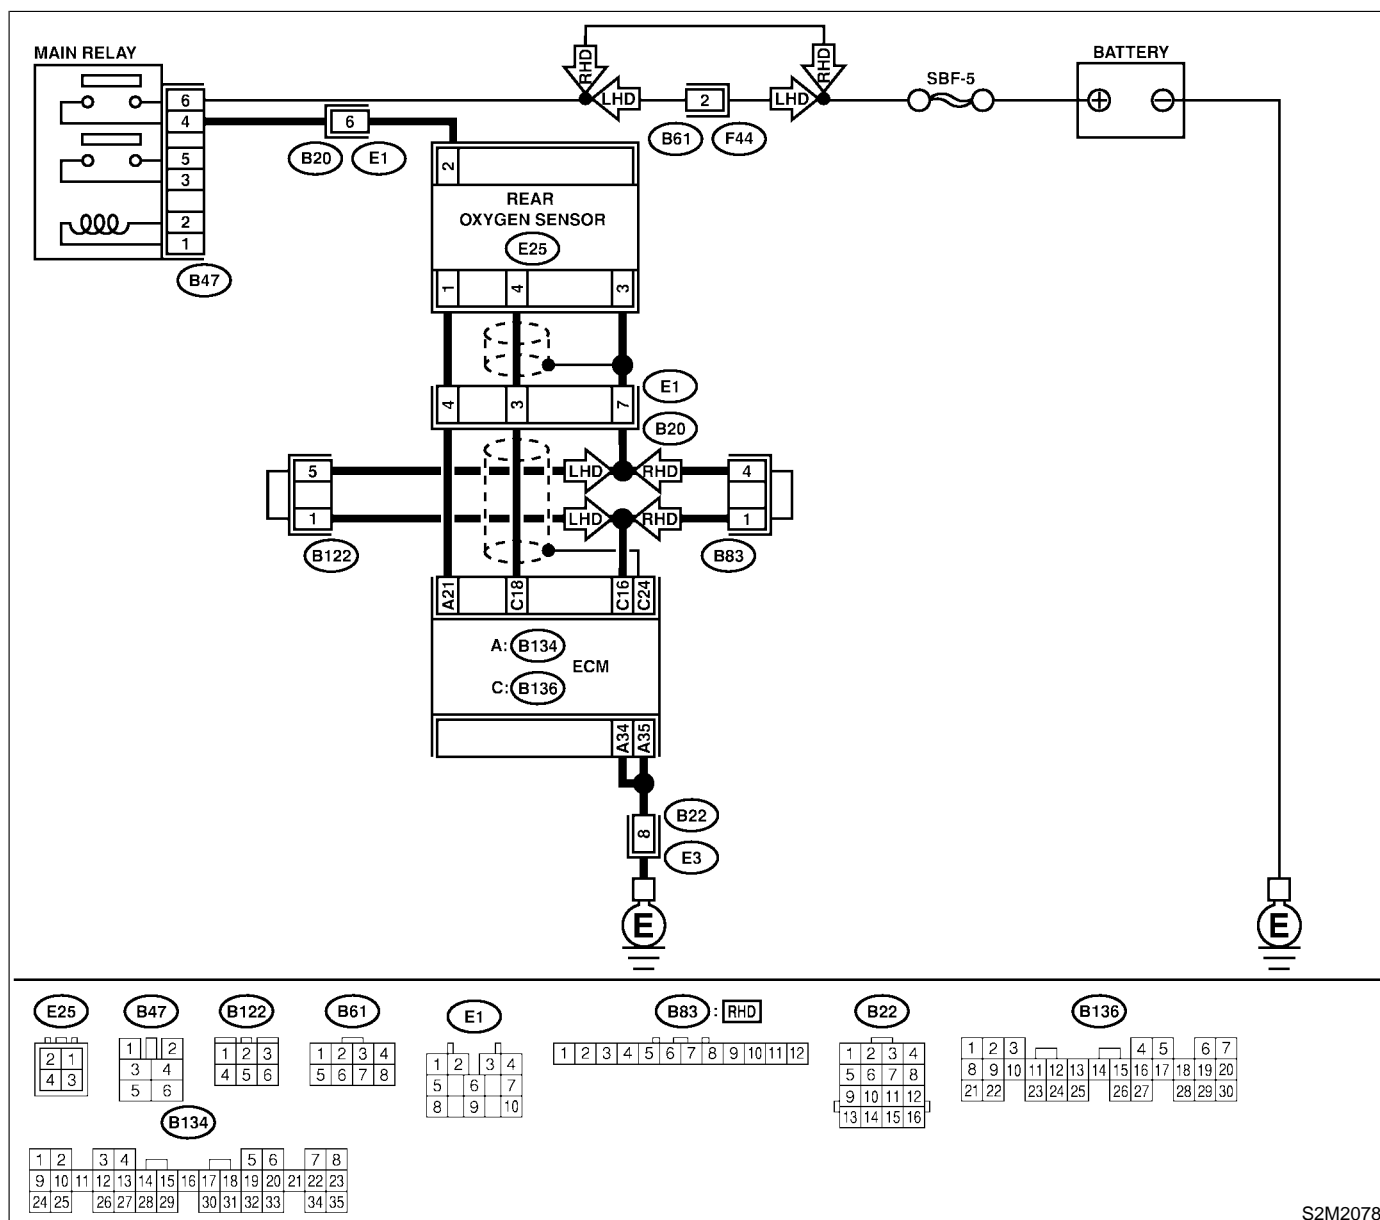 MAIN RELAY
BATTERY
SBF-5
RHD
RHD
LHD
2
LHD
6
4
5
3
2
1
6
B20
E1
B61
F44
B47
2
REAR
OXYGEN SENSOR
E25
1
4
3
4
3
7
E1
B20
5
1
LHD
RHD
LHD
RHD
4
1
B122
B83
A21
C18
C16
C24
A: B134
ECM
C: B136
A34
A35
8
B22
E3
E
E
E25
B47
B122
B61
E1
B83 : RHD
B22
B136
2 1
4 3
1 2
3 4
5 6
1 2 3
4 5 6
1 2 3 4
5 6 7 8
1 2 3 4
5 6 7
8 9 10
1 2 3 4 5 6 7 8 9 10 11 12
1 2 3 4
5 6 7 8
9 10 11 12
13 14 15 16
1 2 3 4 5 6 7
8 9 10 11 12 13 14 15 16 17 18 19 20
21 22 23 24 25 26 27 28 29 30
B134
1 2 3 4 5 6 7 8
9 10 11 12 13 14 15 16 17 18 19 20 21 22 23
24 25 26 27 28 29 30 31 32 33 34 35
S2M2078